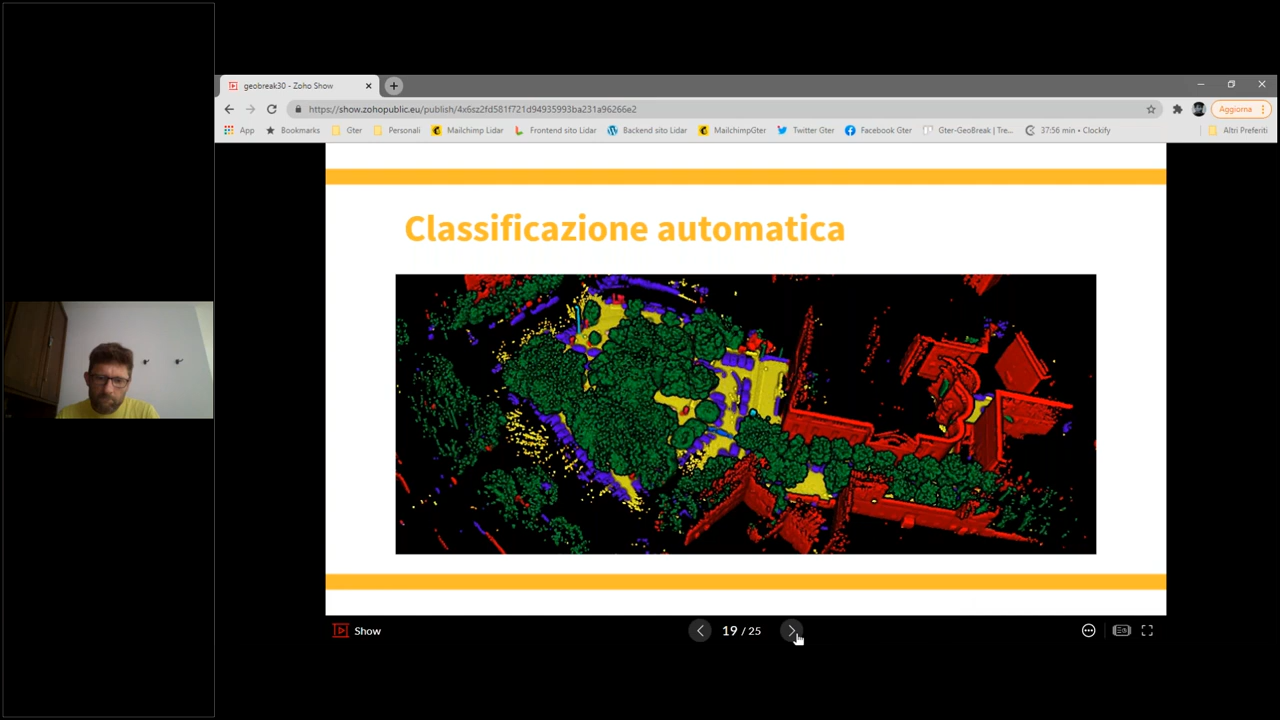 geobreak30 - Zoho Show
https://show.zohopublic.eu/publish/4x6sz2fd581f721d94935993ba231a96266e2
Aggiorna
App Bookmarks Gter Personali Mailchimp Lidar Frontend sito Lidar Backend sito Lidar MailchimpGter Twitter Gter Facebook Gter Gter-GeoBreak | Tre... 37:56 min • Clockify Altri Preferiti
Classificazione automatica
Show
19 / 25